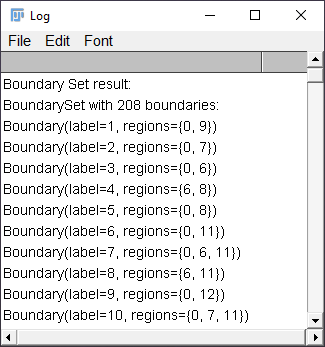 Log
File Edit Font
Boundary Set result:
BoundarySet with 208 boundaries:
Boundary(label=1, regions={0, 9})
Boundary(label=2, regions={0, 7})
Boundary(label=3, regions={0, 6})
Boundary(label=4, regions={6, 8})
Boundary(label=5, regions={0, 8})
Boundary(label=6, regions={0, 11})
Boundary(label=7, regions={0, 6, 11})
Boundary(label=8, regions={6, 11})
Boundary(label=9, regions={0, 12})
Boundary(label=10, regions={0, 7, 11})